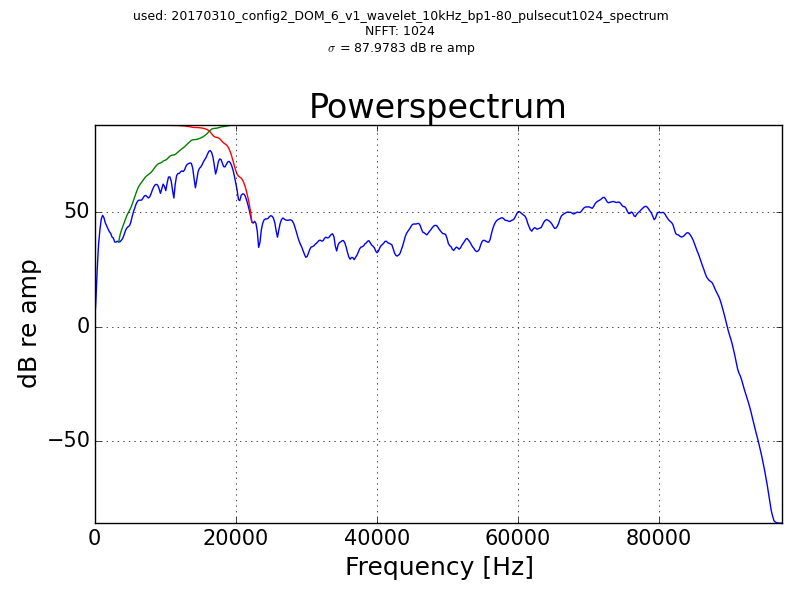 used: 20170310_config2_DOM_6_v1_wavelet_10kHz_bp1-80_pulsecut1024_spectrum
NFFT: 1024
σ = 87.9783 dB re amp
Powerspectrum
50
0
−50
dB re amp
0 20000 40000 60000 80000
Frequency [Hz]